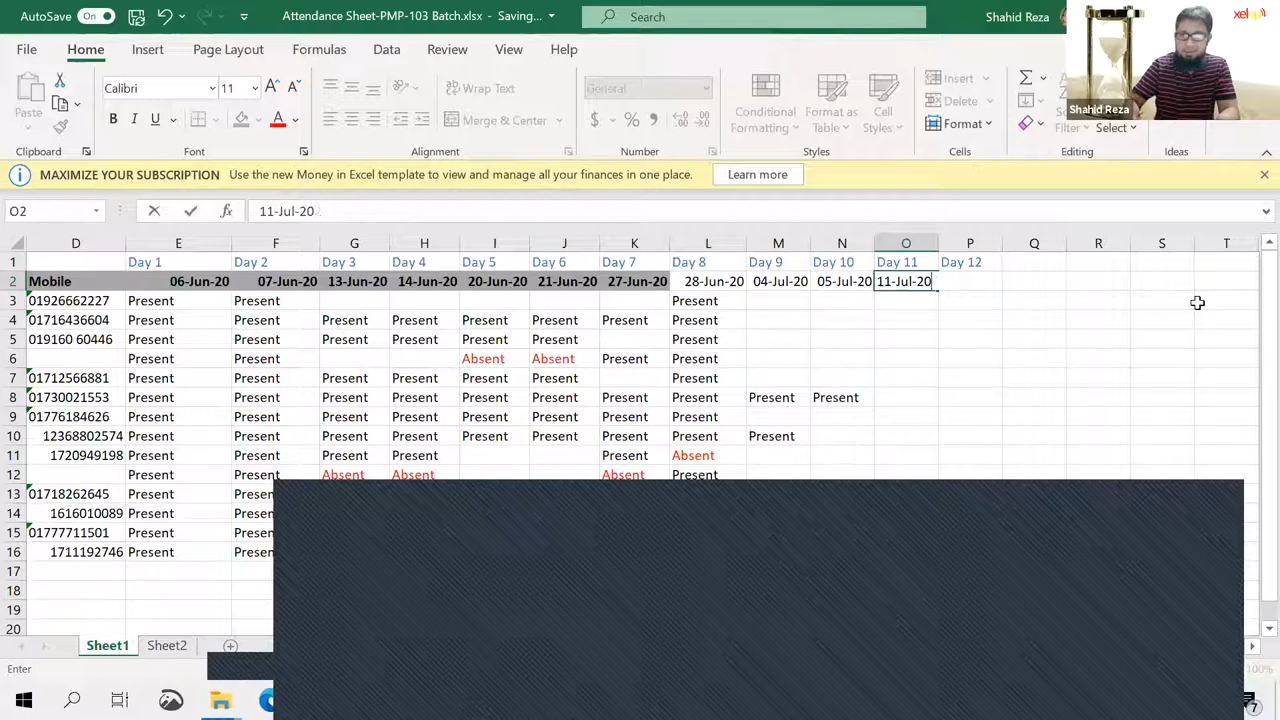 AutoSave On Attendance Sheet-PMP-103 Batch.xlsx - Saving... Search Shahid Reza
File Home Insert Page Layout Formulas Data Review View Help
Calibri 11 Wrap Text General Conditional Formatting Format as Table Cell Styles Insert
Paste B I U A Merge & Center $ % Delete Format Filter Select
Clipboard Font Alignment Number Styles Cells Editing Ideas
Shahid Reza
MAXIMIZE YOUR SUBSCRIPTION Use the new Money in Excel template to view and manage all your finances in one place. Learn more
O2 fx 11-Jul-20
D E F G H I J K L M N O P Q R S T
1 Day 1 Day 2 Day 3 Day 4 Day 5 Day 6 Day 7 Day 8 Day 9 Day 10 Day 11 Day 12
2 Mobile 06-Jun-20 07-Jun-20 13-Jun-20 14-Jun-20 20-Jun-20 21-Jun-20 27-Jun-20 28-Jun-20 04-Jul-20 05-Jul-20 11-Jul-20
3 01926662227 Present Present Present
4 01716436604 Present Present Present Present Present Present Present Present
5 019160 60446 Present Present Present Present Present Present Present
6 Present Present Absent Absent Present Present
7 01712566881 Present Present Present Present Present Present Present
8 01730021553 Present Present Present Present Present Present Present Present Present Present
9 01776184626 Present Present Present Present Present Present Present Present
10 12368802574 Present Present Present Present Present Present Present Present Present
11 1720949198 Present Present Present Present Present Absent
12 Present Present Absent Absent Absent Present
13 01718262645 Present Presen
14 1616010089 Present Presen
15 01777711501 Present Presen
16 1711192746 Present Presen
17
18
19
20
Sheet1 Sheet2
Enter
7